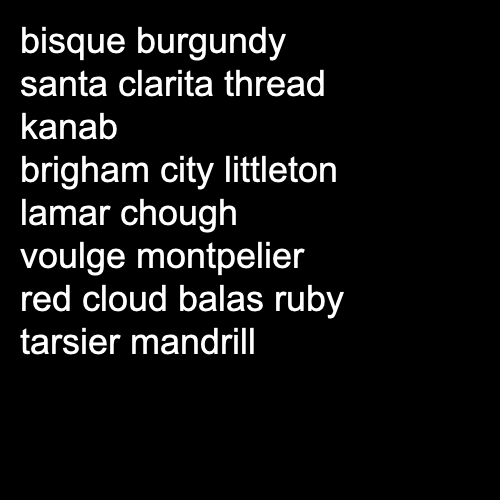 bisque burgundy
santa clarita thread
kanab
brigham city littleton
lamar chough
voulge montpelier
red cloud balas ruby
tarsier mandrill